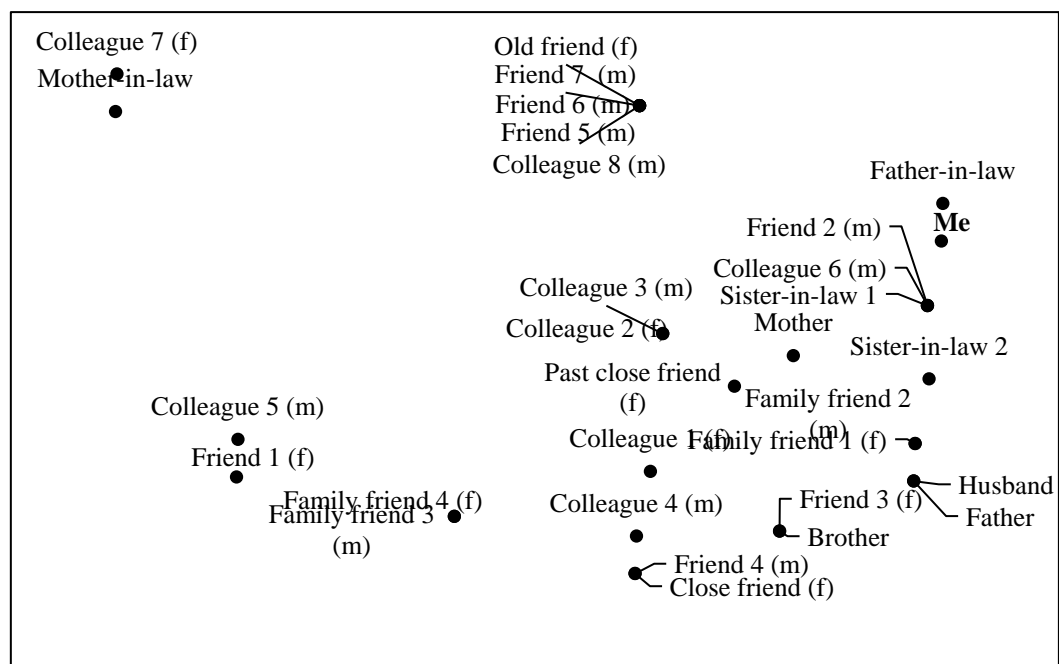 Colleague 7 (f)
Mother-in-law
Old friend (f)
Friend 7 (m)
Friend 6 (m)
Friend 5 (m)
Colleague 8 (m)
Father-in-law
Me
Friend 2 (m)
Colleague 6 (m)
Sister-in-law 1
Colleague 3 (m)
Mother
Colleague 2 (f)
Sister-in-law 2
Past close friend
(f)
Family friend 2
(m)
Colleague 5 (m)
Friend 1 (f)
Colleague 1 (f)
Family friend 1 (f)
Family friend 4 (f)
Family friend 3
(m)
Colleague 4 (m)
Friend 3 (f)
Husband
Father
Brother
Friend 4 (m)
Close friend (f)